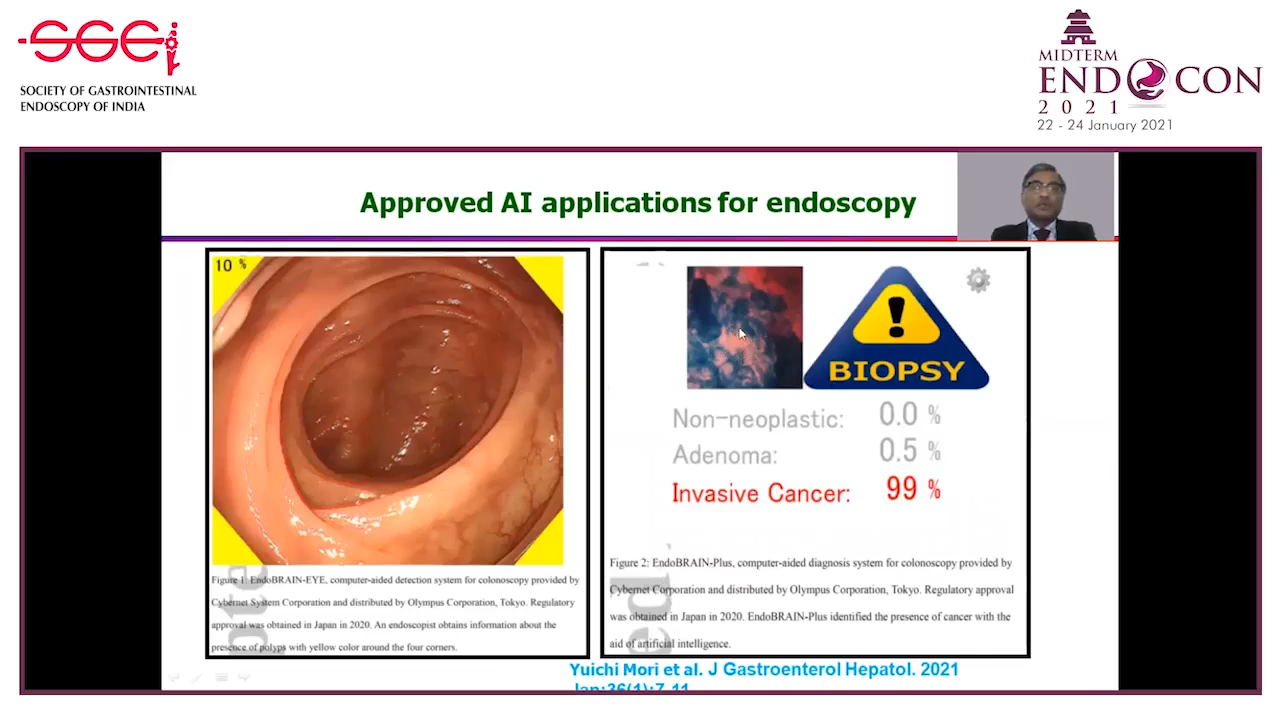 SGEi
SOCIETY OF GASTROINTESTINAL
ENDOSCOPY OF INDIA
MIDTERM
ENDOCON
2021
22 - 24 January 2021
Approved AI applications for endoscopy
10 %
Figure 1: EndoBRAIN-EYE, computer-aided detection system for colonoscopy provided by
Cybernet System Corporation and distributed by Olympus Corporation, Tokyo. Regulatory
approval was obtained in Japan in 2020. An endoscopist obtains information about the
presence of polyps with yellow color around the four corners.
BIOPSY
Non-neoplastic: 0.0 %
Adenoma: 0.5 %
Invasive Cancer: 99 %
Figure 2: EndoBRAIN-Plus, computer-aided diagnosis system for colonoscopy provided by
Cybernet Corporation and distributed by Olympus Corporation, Tokyo. Regulatory approval
was obtained in Japan in 2020. EndoBRAIN-Plus identified the presence of cancer with the
aid of artificial intelligence.
Yuichi Mori et al. J Gastroenterol Hepatol. 2021
Jan;36(1):7-11